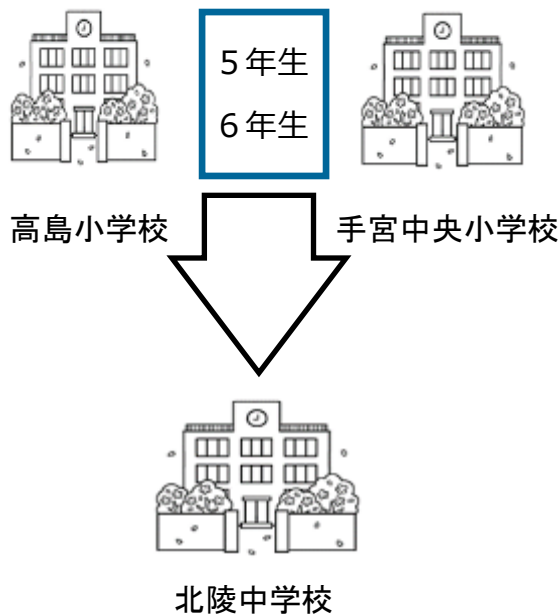 ５年生
６年生
高島小学校
手宮中央小学校
北陵中学校